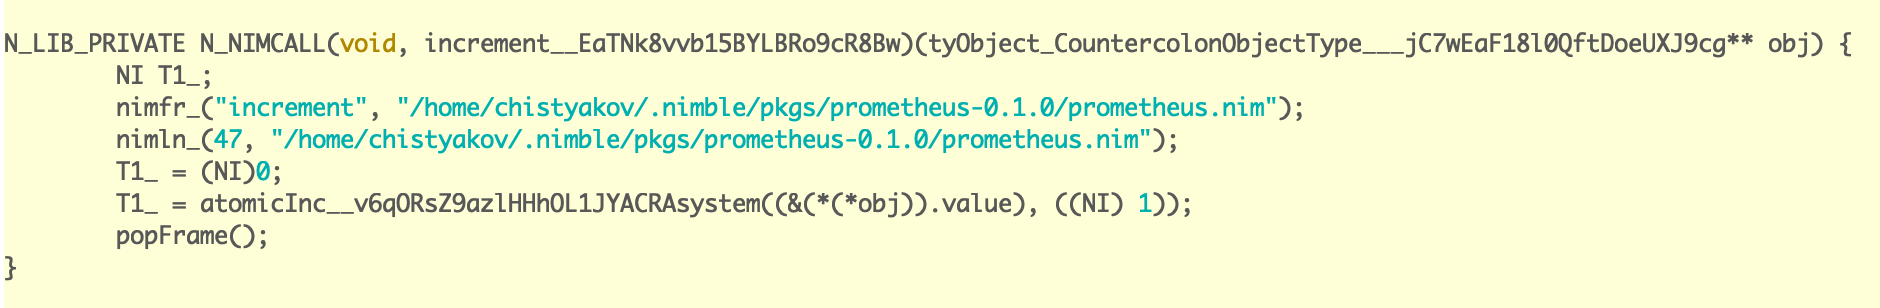 N_LIB_PRIVATE N_NIMCALL(void, increment__EaTNk8vvb15BYLBRo9cR8Bw)(tyObject_CountercolonObjectType___jC7wEaF18l0QftDoeUXJ9cg** obj) {
NI T1_;
nimfr_("increment", "/home/chistyakov/.nimble/pkgs/prometheus-0.1.0/prometheus.nim");
nimln_(47, "/home/chistyakov/.nimble/pkgs/prometheus-0.1.0/prometheus.nim");
T1_ = (NI)0;
T1_ = atomicInc__v6qORsZ9azlHHhOL1JYACRAsystem((&(*(*obj)).value), ((NI) 1));
popFrame();
}